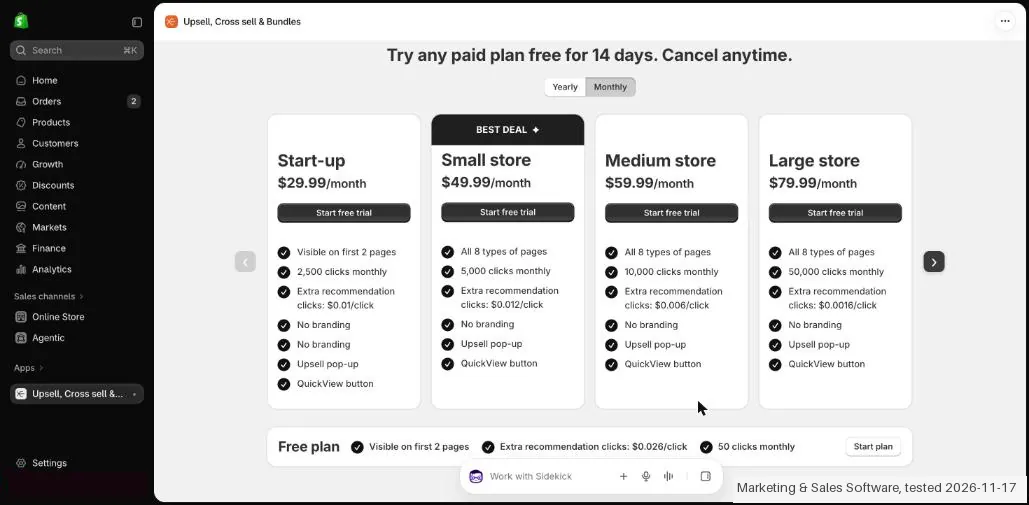 Upsell, Cross sell & Bundles
Search ⌘K
Home
Orders 2
Products
Customers
Growth
Discounts
Content
Markets
Finance
Analytics
Sales channels
Online Store
Agentic
Apps
Upsell, Cross sell &...
Settings
Try any paid plan free for 14 days. Cancel anytime.
Yearly Monthly
Start-up
$29.99/month
Start free trial
Visible on first 2 pages
2,500 clicks monthly
Extra recommendation
clicks: $0.01/click
No branding
No branding
Upsell pop-up
QuickView button
BEST DEAL
Small store
$49.99/month
Start free trial
All 8 types of pages
5,000 clicks monthly
Extra recommendation
clicks: $0.012/click
No branding
Upsell pop-up
QuickView button
Medium store
$59.99/month
Start free trial
All 8 types of pages
10,000 clicks monthly
Extra recommendation
clicks: $0.006/click
No branding
Upsell pop-up
QuickView button
Large store
$79.99/month
Start free trial
All 8 types of pages
50,000 clicks monthly
Extra recommendation
clicks: $0.0016/click
No branding
Upsell pop-up
QuickView button
Free plan Visible on first 2 pages Extra recommendation clicks: $0.026/click 50 clicks monthly Start plan
Work with Sidekick
Marketing & Sales Software, tested 2026-11-17